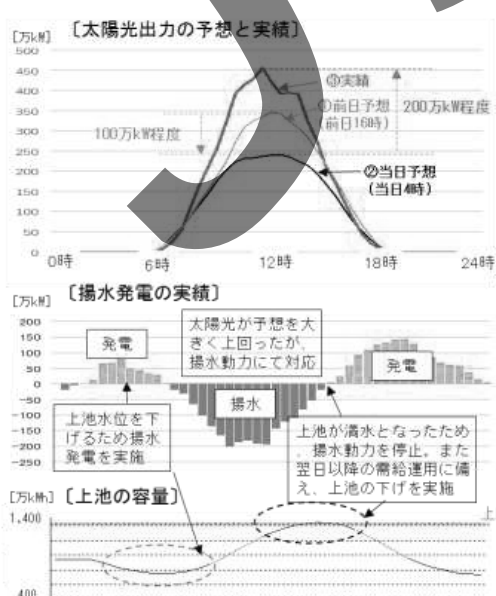 〔太陽光出力の予想と実績〕
[万kW]
500
450
400
350
300
250
200
150
100
50
0
③実績
①前日予想
(前日16時)
200万kW程度
100万kW程度
②当日予想
(当日4時)
0時
6時
12時
18時
24時
〔揚水発電の実績〕
[万kW]
200
150
100
50
0
-50
-100
-150
-200
-250
発電
太陽光が予想を大
きく上回ったが、
揚水動力にて対応
発電
揚水
上池水位を下
げるため揚水
発電を実施
上池が満水となったため
、揚水動力を停止。また
翌日以降の需給運用に備
え、上池の下げを実施
[万kWh]
〔上池の容量〕
1,400
上
400